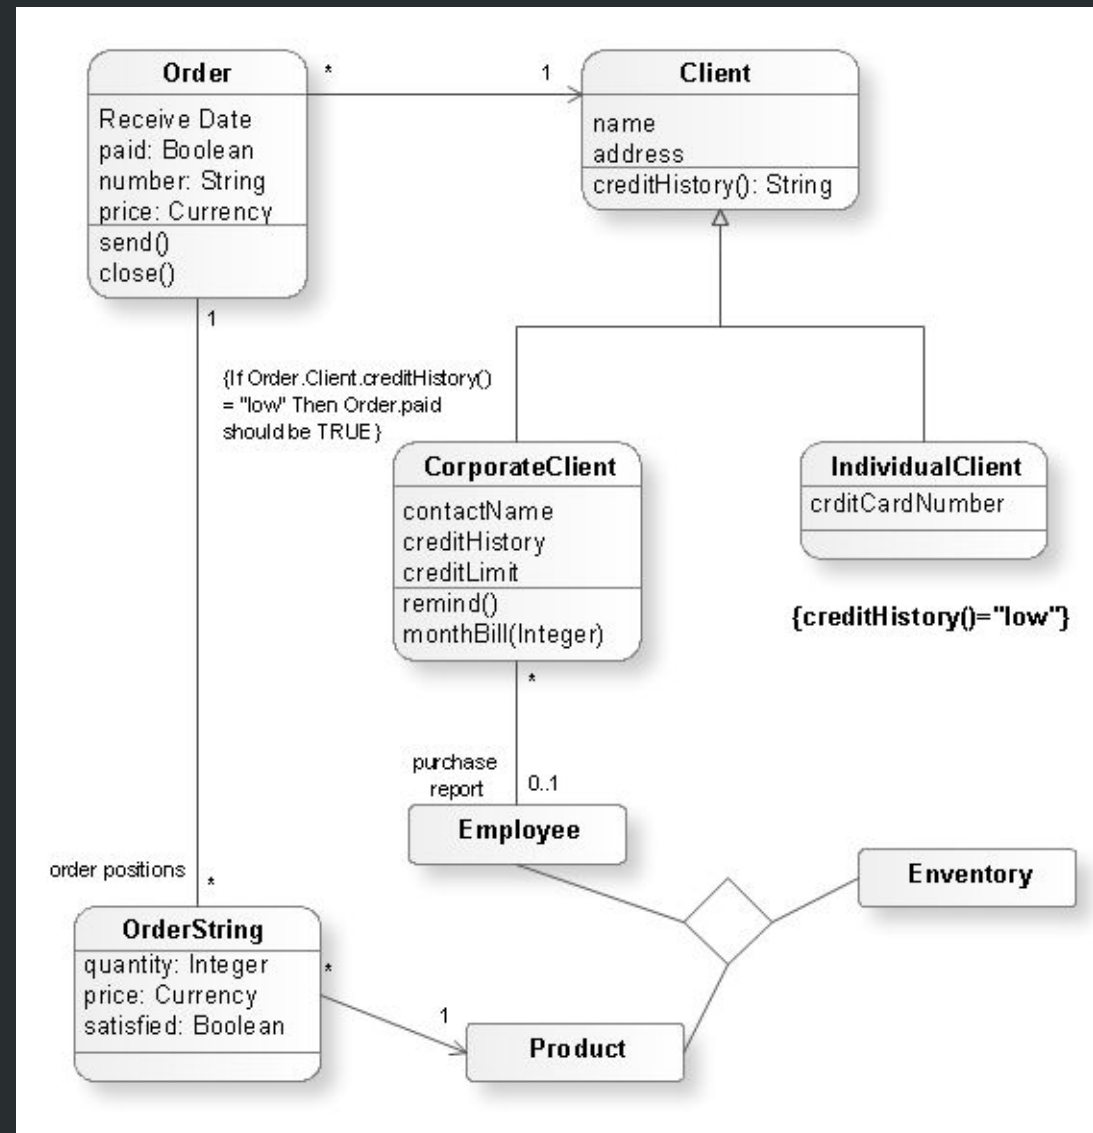 Order
* 1
Client
Receive Date
paid: Boolean
number: String
price: Currency
send()
close()
name
address
creditHistory(): String
1
{If Order.Client.creditHistory()
= "low" Then Order.paid
should be TRUE }
CorporateClient
contactName
creditHistory
creditLimit
remind()
monthBill(Integer)
IndividualClient
crditCardNumber
{creditHistory()="low"}
*
purchase
report
0..1
Employee
Enventory
order positions
*
OrderString
quantity: Integer
price: Currency
satisfied: Boolean
*
1
Product